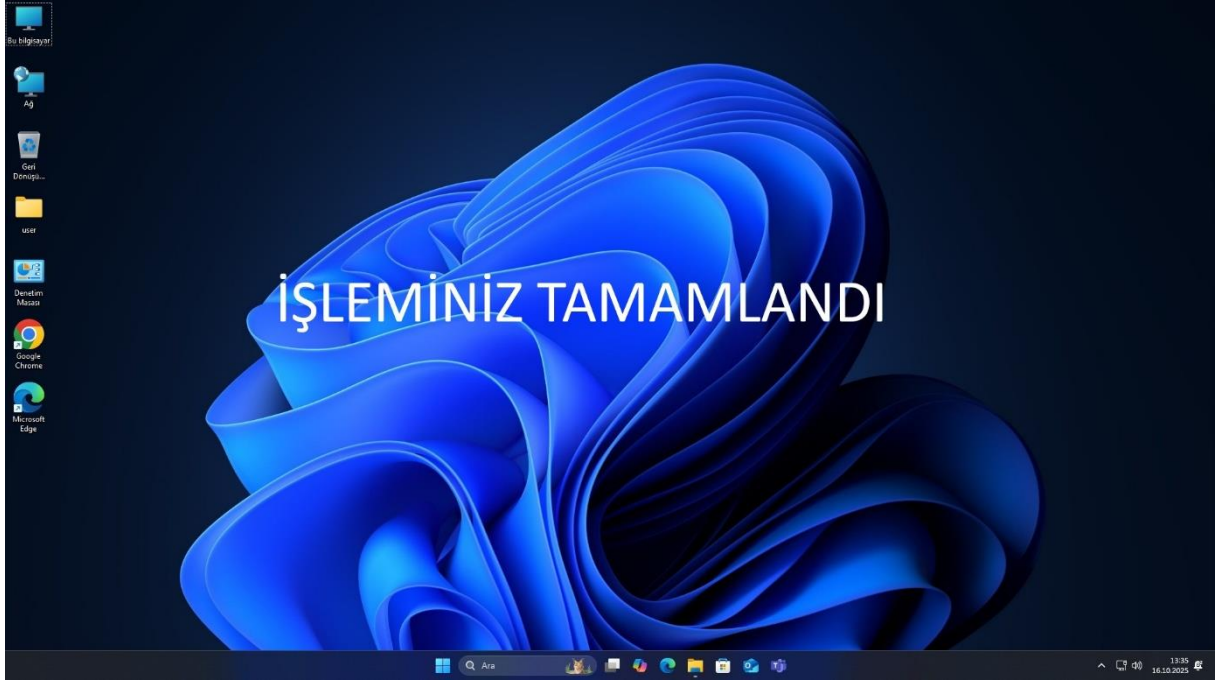 Bu bilgisayar
Ağ
Geri
Dönüşü...
user
Denetim
Masası
Google
Chrome
Microsoft
Edge
İŞLEMİNİZ TAMAMLANDI
Ara
13:35
16.10.2025